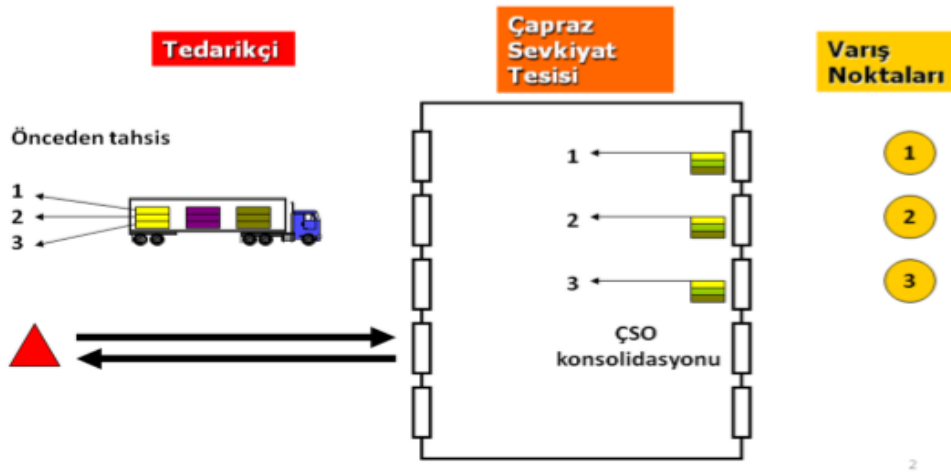 Tedarikçi
Çapraz
Sevkiyat
Tesisi
Varış
Noktaları
Önceden tahsis
1
2
3
1
2
3
ÇSO
konsolidasyonu
1
2
3
2